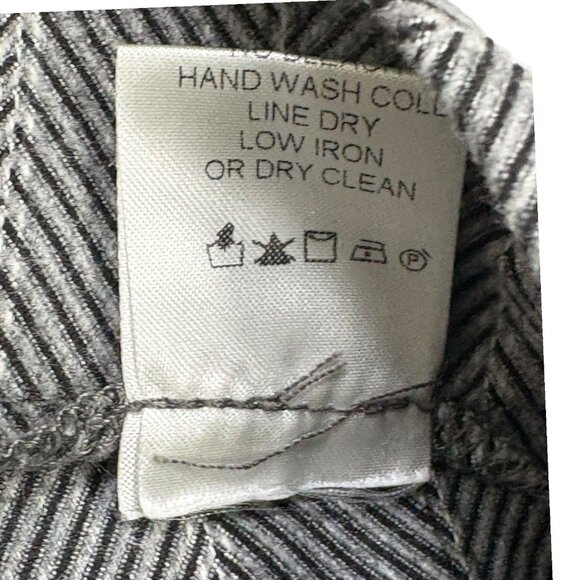 HAND WASH COLL
LINE DRY
LOW IRON
OR DRY CLEAN
P